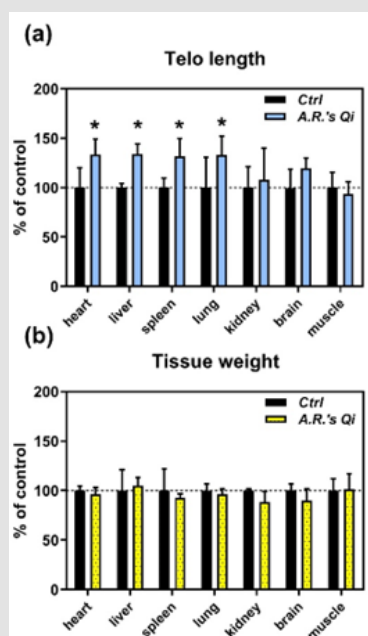 (a)
Telo length
200
150
100
50
0
% of control
Ctrl
A.R.'s Qi
* * * *
heart liver spleen lung kidney brain muscle
(b)
Tissue weight
200
150
100
50
0
% of control
Ctrl
A.R.'s Qi
heart liver spleen lung kidney brain muscle